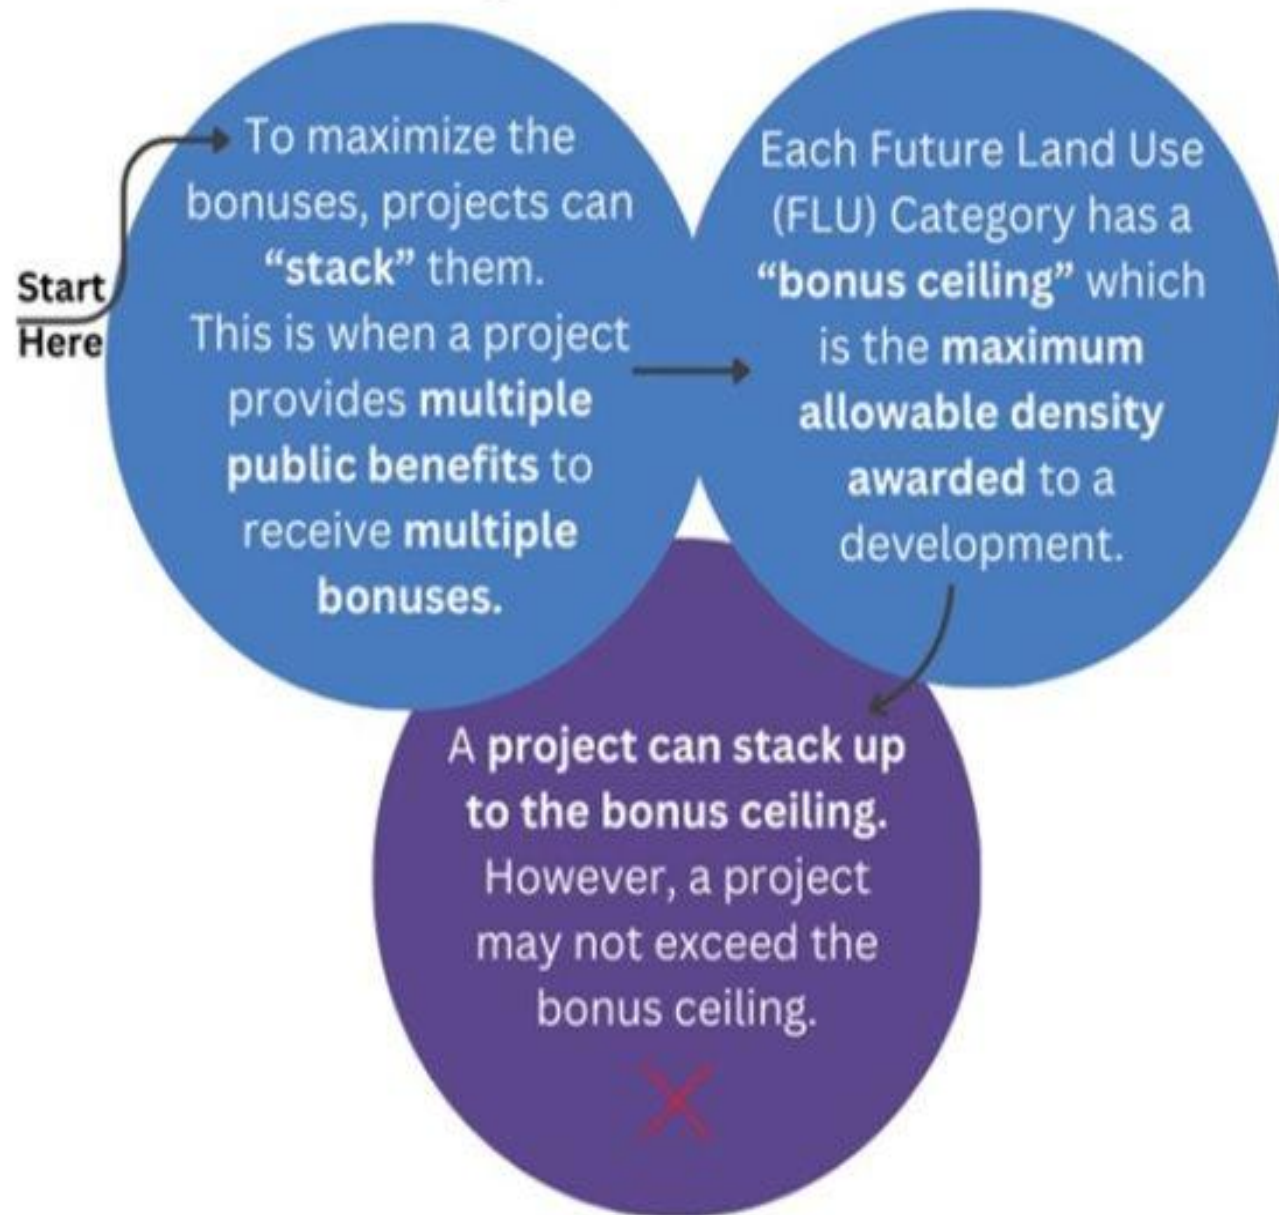 Start
Here
To maximize the
bonuses, projects can
“stack” them.
This is when a project
provides multiple
public benefits to
receive multiple
bonuses.
Each Future Land Use
(FLU) Category has a
“bonus ceiling” which
is the maximum
allowable density
awarded to a
development.
A project can stack up
to the bonus ceiling.
However, a project
may not exceed the
bonus ceiling.